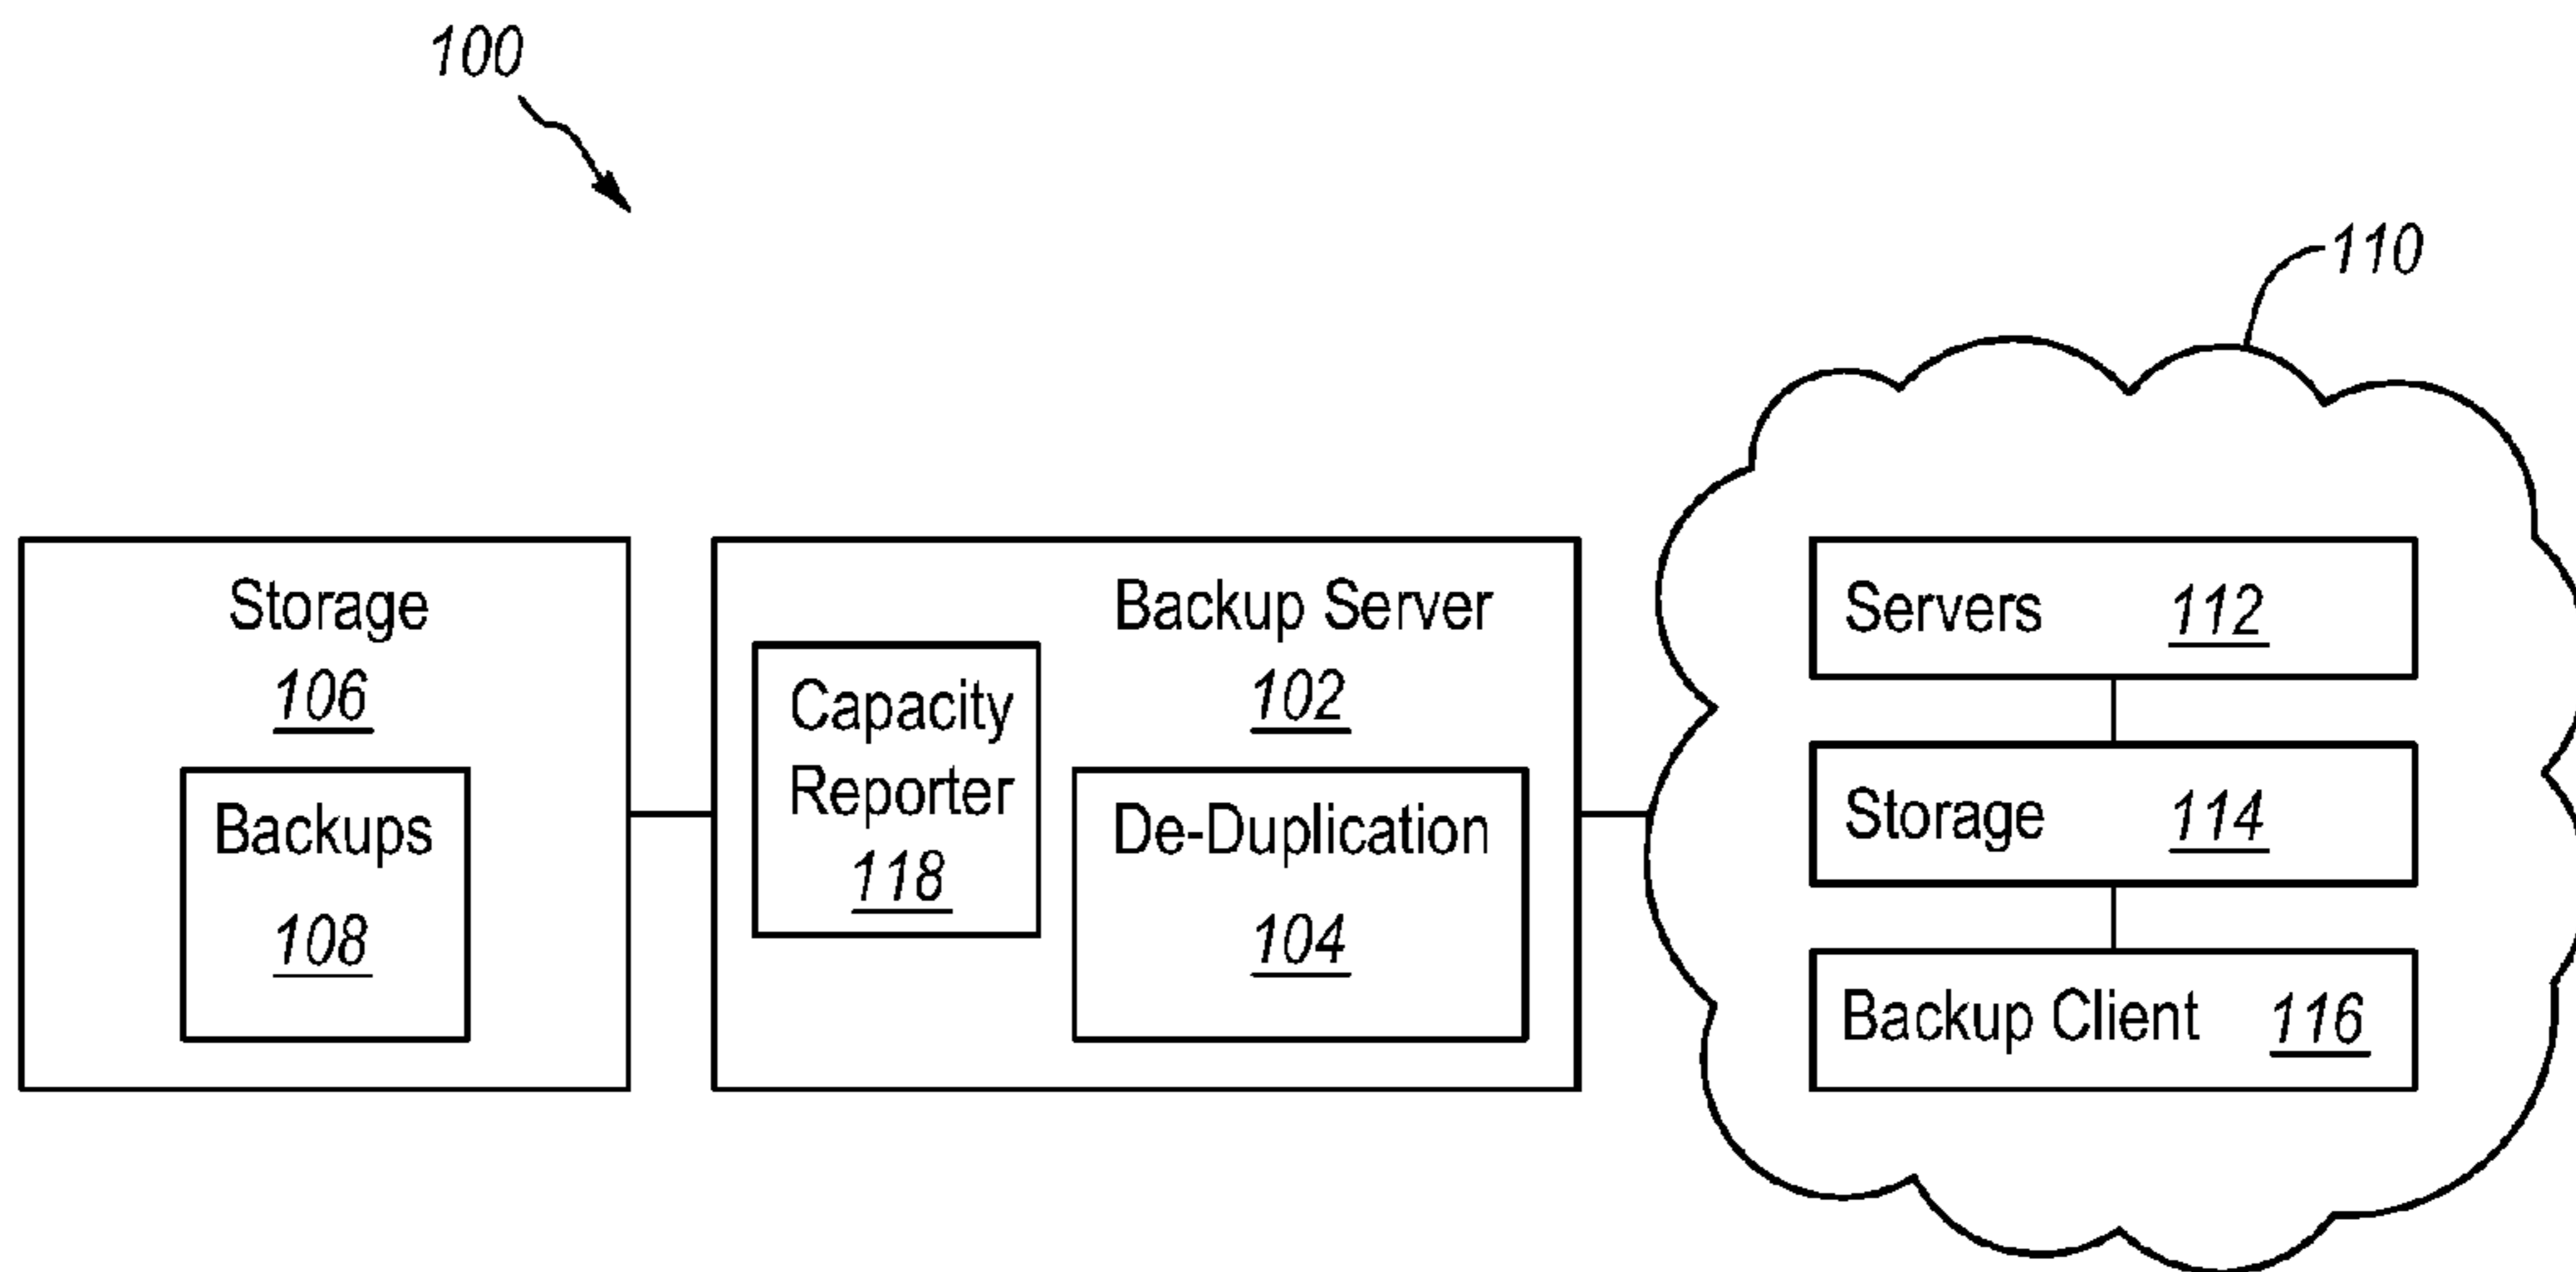 100
110
Storage
106
Backups
108
Backup Server
102
Capacity
Reporter
118
De-Duplication
104
Servers 112
Storage 114
Backup Client 116